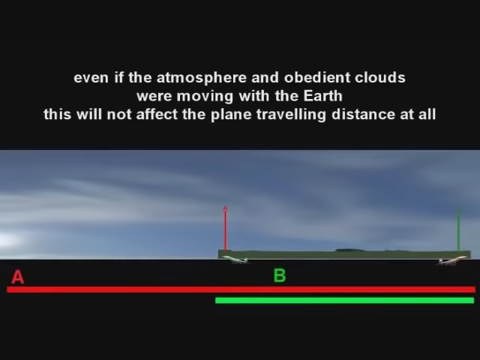 even if the atmosphere and obedient clouds
were moving with the Earth
this will not affect the plane travelling distance at all
A
B